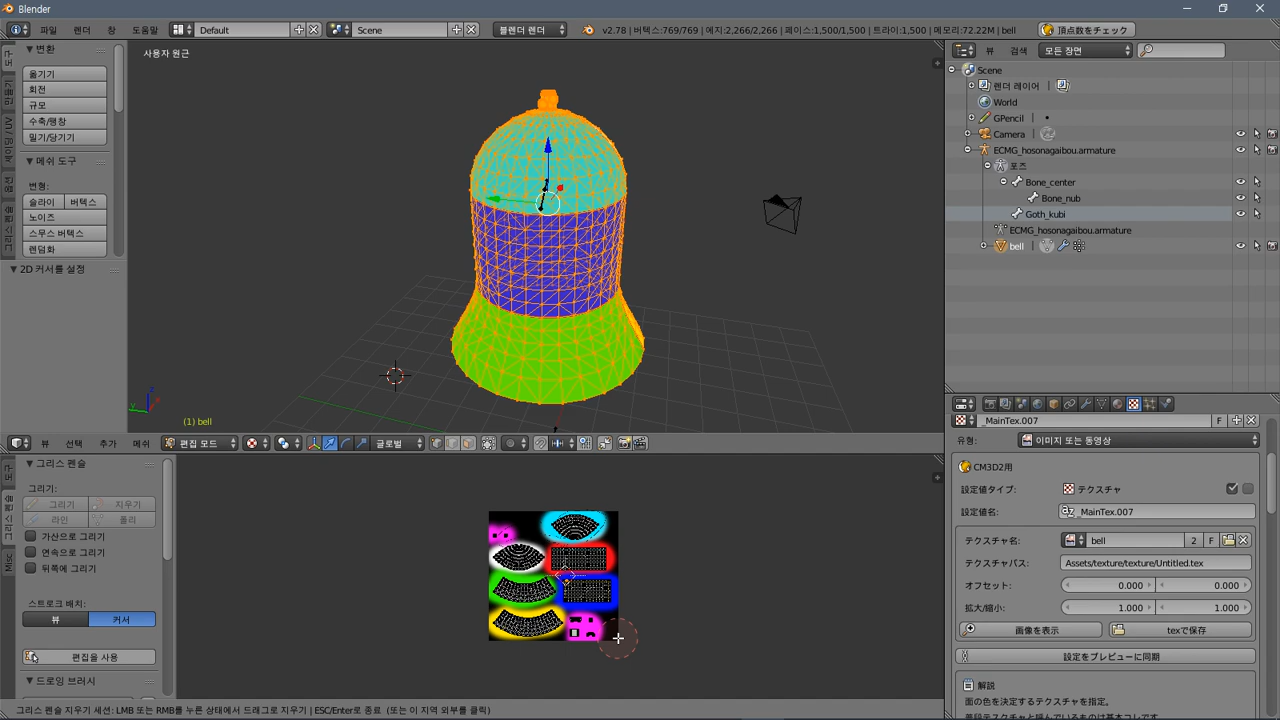 Blender
파일 렌더 창 도움말 Default Scene 블렌더 렌더 v2.78 | 버텍스:769/769 | 에지:2,266/2,266 | 페이스:1,500/1,500 | 트라이:1,500 | 메모리:72.22M | bell 頂点数をチェック
변환
옮기기
회전
규모
수축/팽창
밀기/당기기
메쉬 도구
변형:
슬라이 버텍스
노이즈
스무스 버텍스
랜덤화
2D 커서를 설정
사용자 원근
(1) bell
뷰 선택 추가 메쉬 편집 모드 글로벌
뷰 검색 모든 장면
Scene
렌더 레이어
World
GPencil
Camera
ECMG_hosonagaibou.armature
포즈
Bone_center
Bone_nub
Goth_kubi
ECMG_hosonagaibou.armature
bell
그리스 펜슬
그리기:
그리기 지우기
라인 폴리
가산으로 그리기
연속으로 그리기
뒤쪽에 그리기
스트로크 배치:
뷰 커서
편집을 사용
드로잉 브러시
Misc
_MainTex.007 F
유형: 이미지 또는 동영상
CM3D2用
設定値タイプ: テクスチャ
設定値名: _MainTex.007
テクスチャ名: bell 2 F
テクスチャパス: Assets/texture/texture/Untitled.tex
オフセット: 0.000 0.000
拡大/縮小: 1.000 1.000
画像を表示 texで保存
設定をプレビューに同期
解説
面の色を決定するテクスチャを指定。
그리스 펜슬 지우기 세션: LMB 또는 RMB를 누른 상태에서 드래그로 지우기 | ESC/Enter로 종료 (또는 이 지역 외부를 클릭)